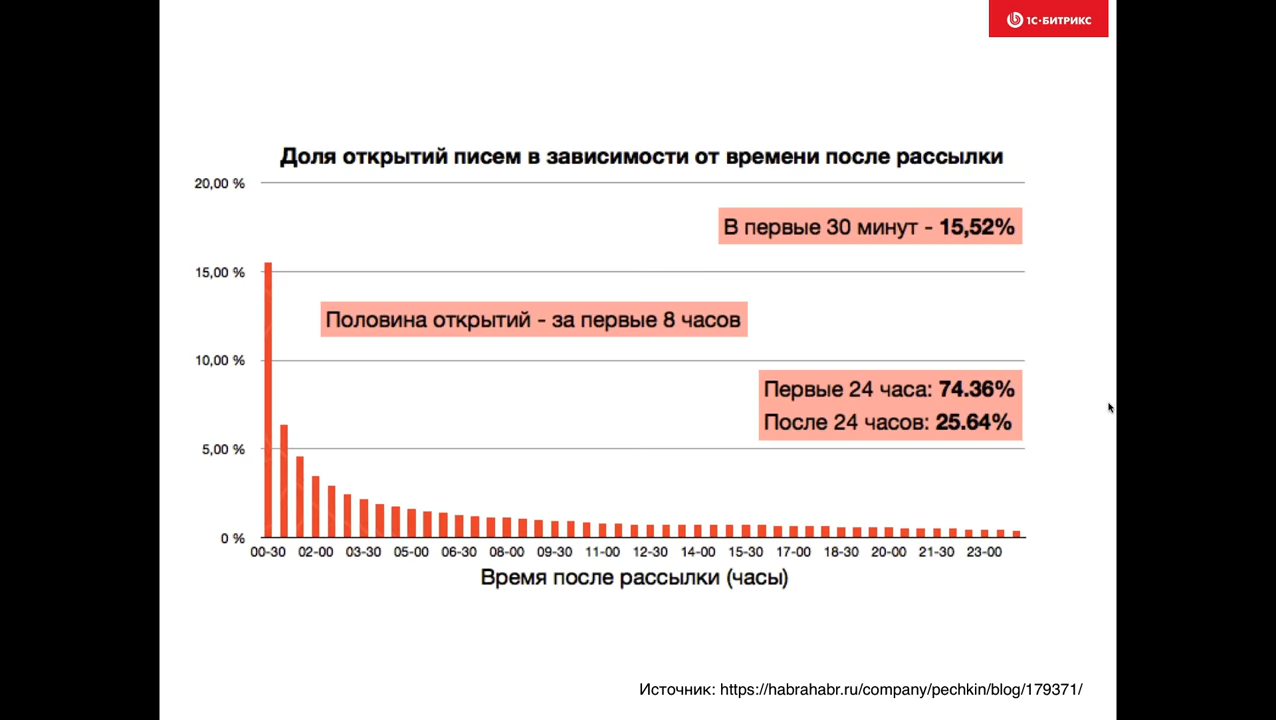 1С-БИТРИКС
Доля открытий писем в зависимости от времени после рассылки
20,00 %
В первые 30 минут - 15,52%
15,00 %
Половина открытий - за первые 8 часов
10,00 %
Первые 24 часа: 74.36%
После 24 часов: 25.64%
5,00 %
0 %
00-30 02-00 03-30 05-00 06-30 08-00 09-30 11-00 12-30 14-00 15-30 17-00 18-30 20-00 21-30 23-00
Время после рассылки (часы)
Источник: https://habrahabr.ru/company/pechkin/blog/179371/